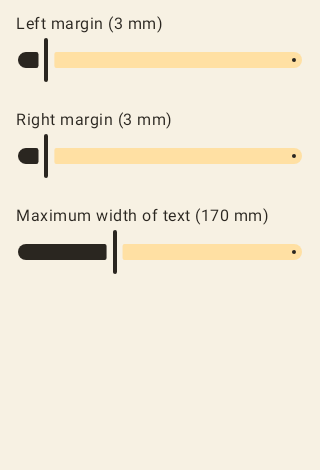 Left margin (3 mm)
Right margin (3 mm)
Maximum width of text (170 mm)